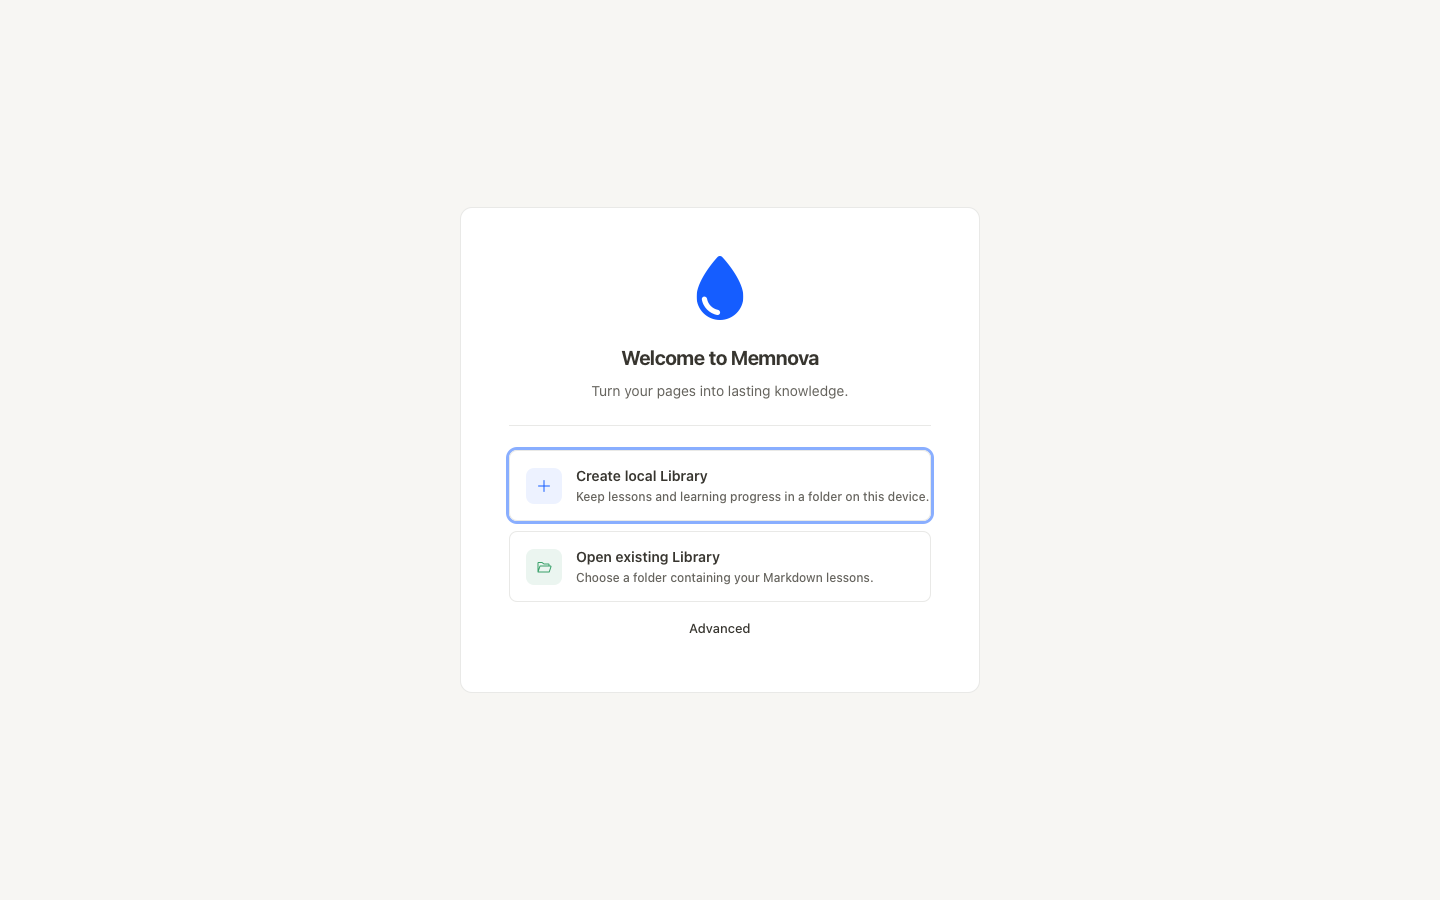 Welcome to Memnova
Turn your pages into lasting knowledge.
Create local Library
Keep lessons and learning progress in a folder on this device.
Open existing Library
Choose a folder containing your Markdown lessons.
Advanced